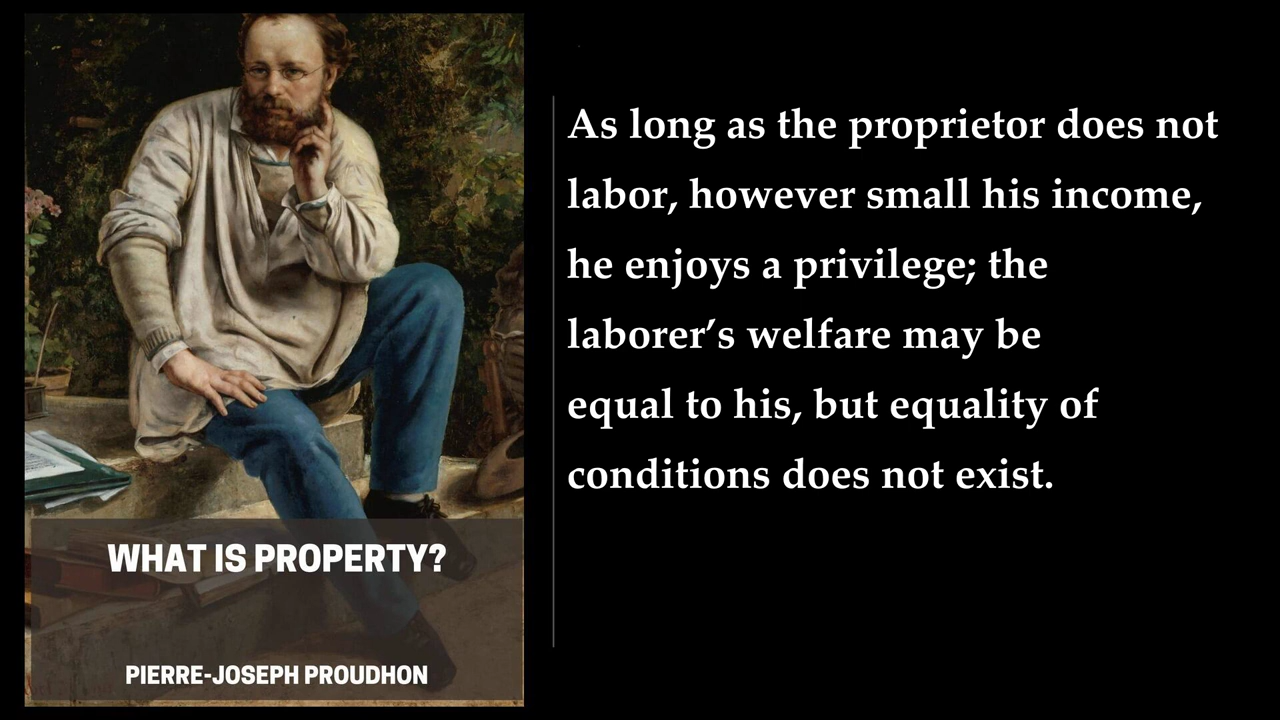 WHAT IS PROPERTY?
PIERRE-JOSEPH PROUDHON
As long as the proprietor does not
labor, however small his income,
he enjoys a privilege; the
laborer’s welfare may be
equal to his, but equality of
conditions does not exist.